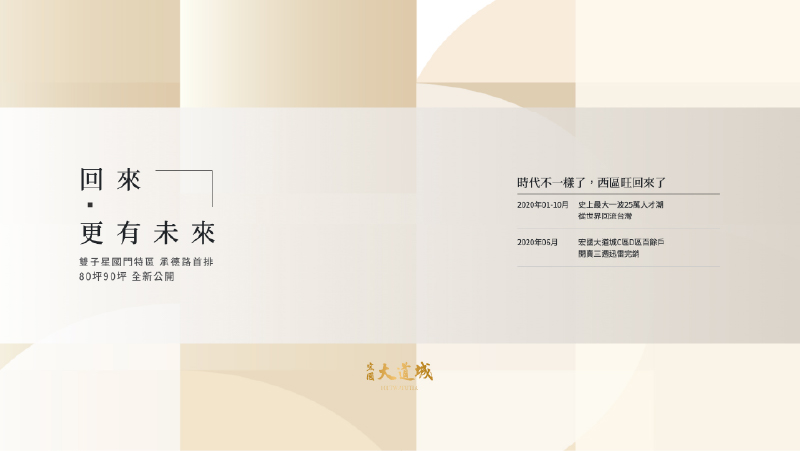 回來
更有未來
雙子星國門特區 承德路首排
80坪90坪 全新公開
時代不一樣了，西區旺回來了
2020年01-10月 史上最大一波25萬人才潮
從世界回流台灣
2020年06月 宏國大道城C區D區百餘戶
開賣三週迅雷完銷
宏國大道城